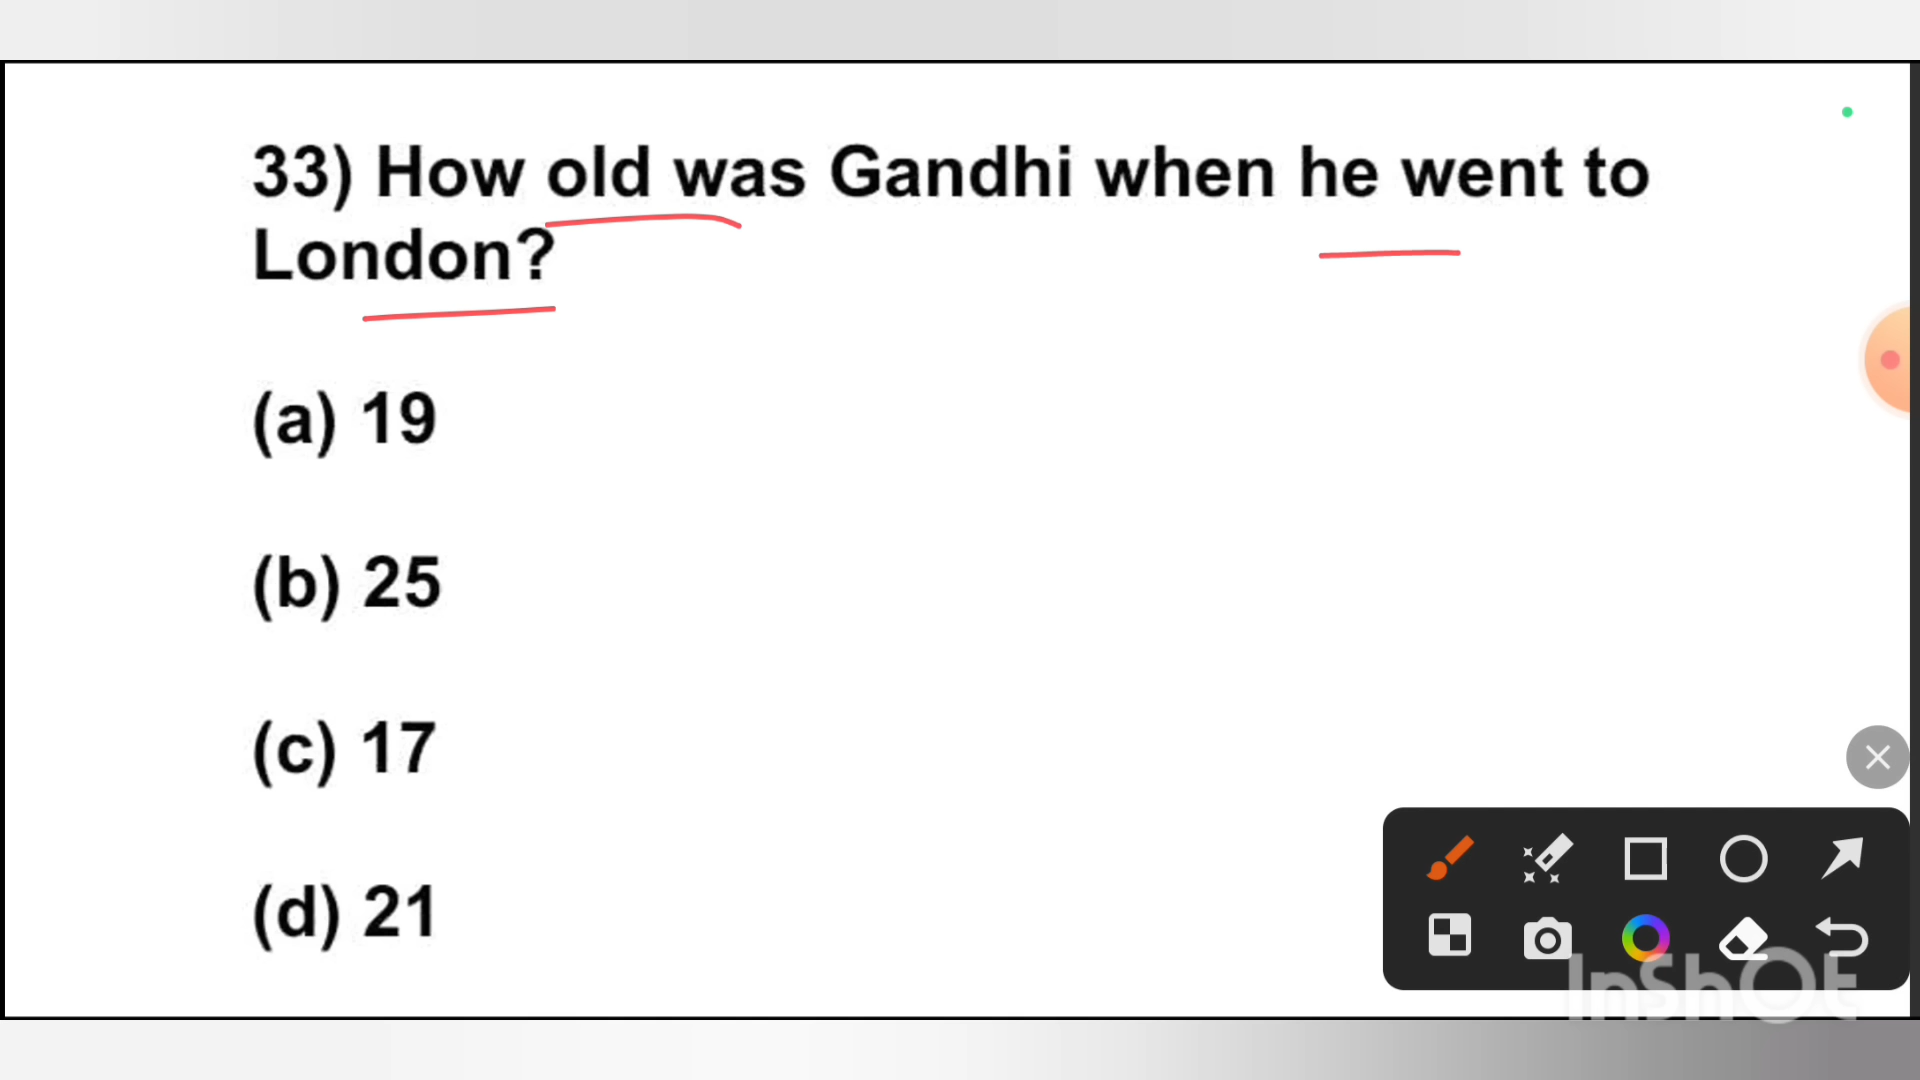 33) How old was Gandhi when he went to
London?
(a) 19
(b) 25
(c) 17
(d) 21
InShOt